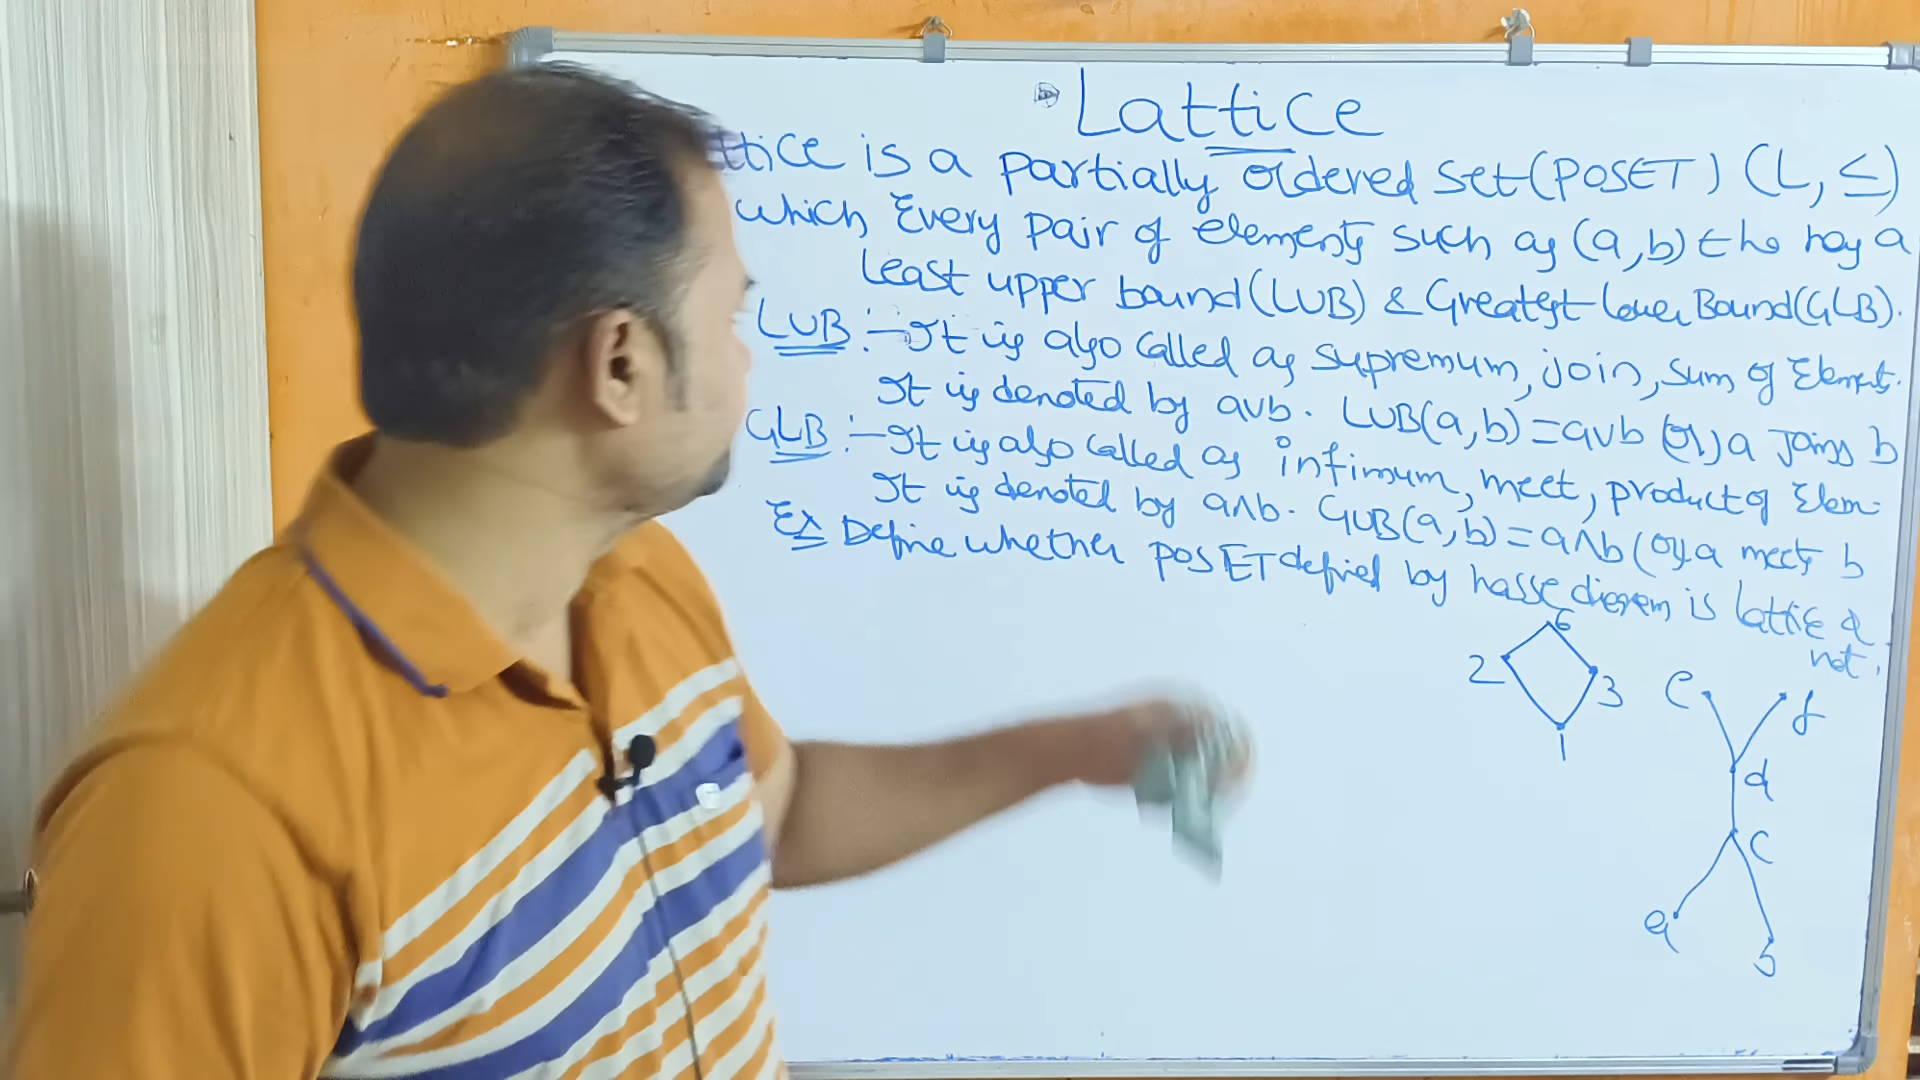 Lattice
ttice is a partially ordered set (POSET) (L, ≤)
which Every pair of elements such as (a,b) the has a
Least upper bound (LUB) & Greatest lower Bound (GLB).
LUB :- It is also called as supremum, join, sum of Element.
It is denoted by a∨b. LUB(a,b) = a∨b (or) a Joins b
GLB :- It is also called as infimum, meet, product of Elem-
It is denoted by a∧b. GUB(a,b) = a∧b (or) a meets b
Ex Define whether POSET defined by hasse is lattice or
not.
6
2
3
1
e
f
d
c
a
b